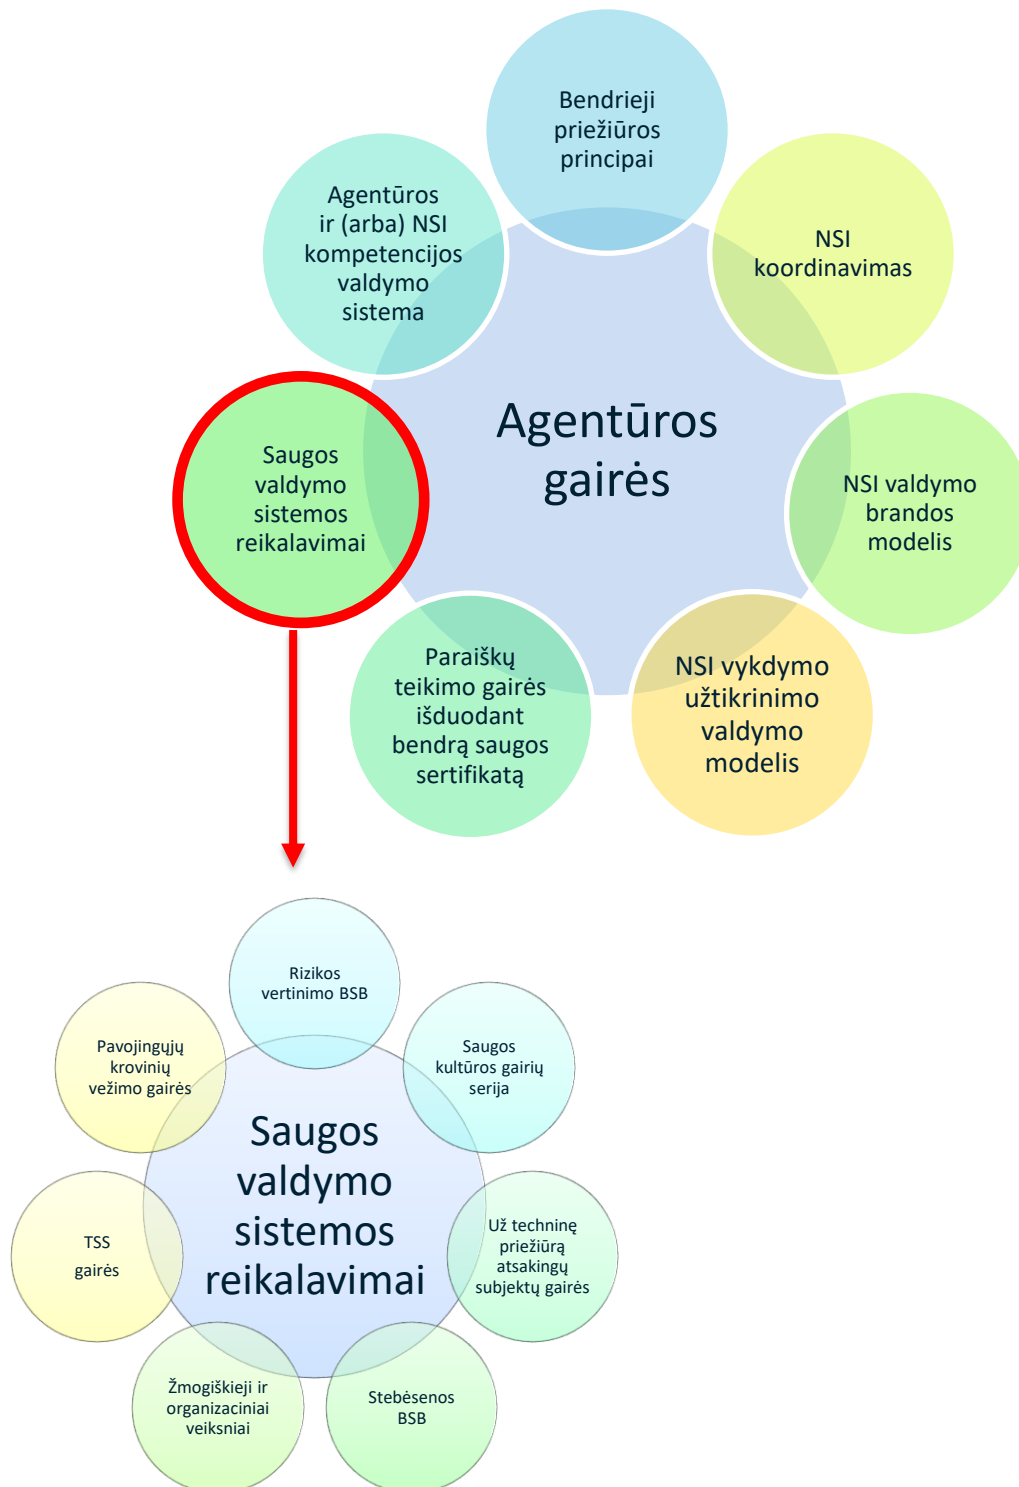 Bendrieji
priežiūros
principai
Agentūros
ir (arba) NSI
kompetencijos
valdymo
sistema
NSI
koordinavimas
Agentūros
gairės
Saugos
valdymo
sistemos
reikalavimai
NSI valdymo
brandos
modelis
Paraiškų
teikimo gairės
išduodant
bendrą saugos
sertifikatą
NSI vykdymo
užtikrinimo
valdymo
modelis
Rizikos
vertinimo BSB
Pavojingųjų
krovinių
vežimo gairės
Saugos
kultūros gairių
serija
Saugos
valdymo
sistemos
reikalavimai
TSS
gairės
Už techninę
priežiūrą
atsakingų
subjektų gairės
Žmogiškieji ir
organizaciniai
veiksniai
Stebėsenos
BSB